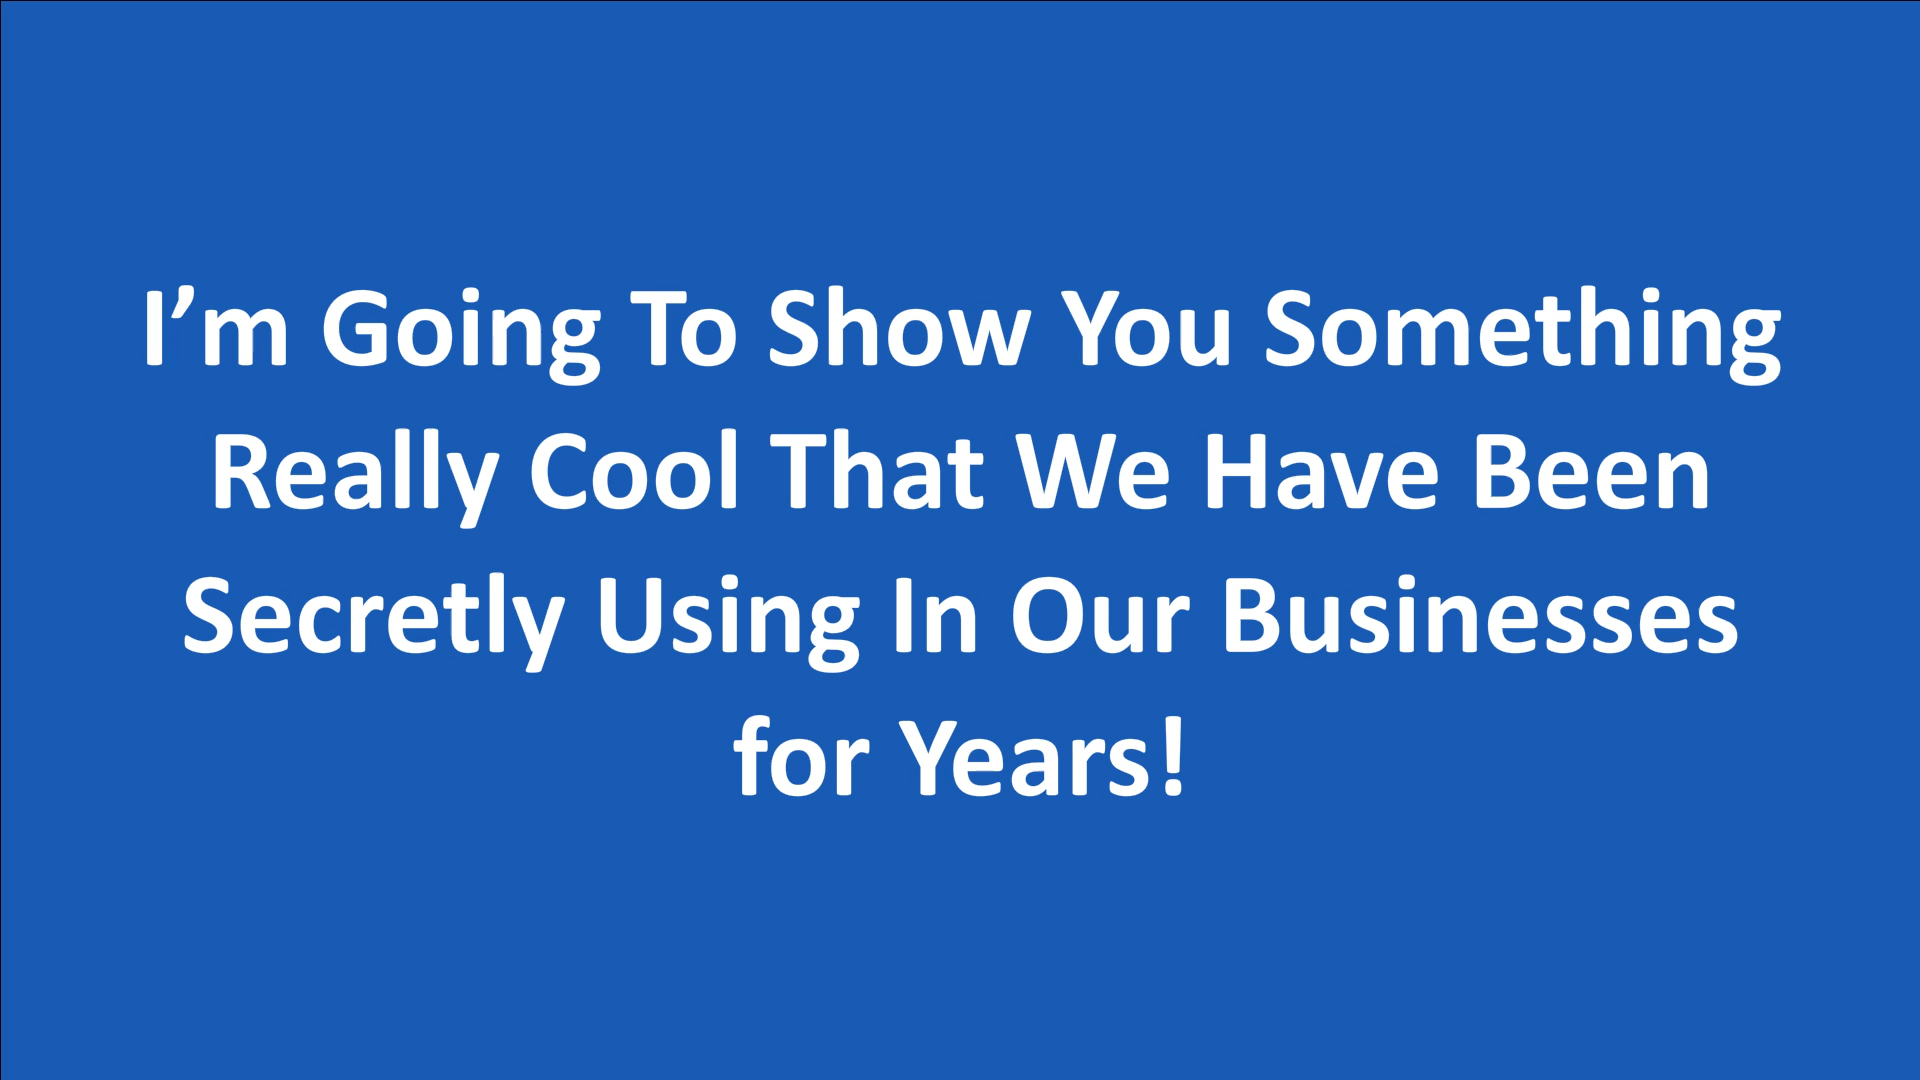 I’m Going To Show You Something
Really Cool That We Have Been
Secretly Using In Our Businesses
for Years!